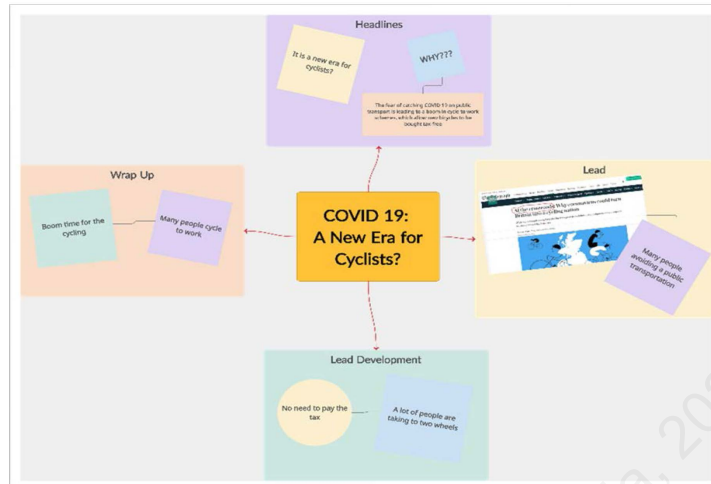 Headlines
It is a new era for
cyclists?
WHY???
The fear of catching COVID 19 on public
transport is leading to a boom in cycle to work
schemes, which allow new bicycles to be
bought tax-free
Wrap Up
Boom time for the
cycling
Many people cycle
to work
COVID 19:
A New Era for
Cyclists?
Lead
Many people
avoiding a public
transportation
Lead Development
No need to pay the
tax
A lot of people are
taking to two wheels